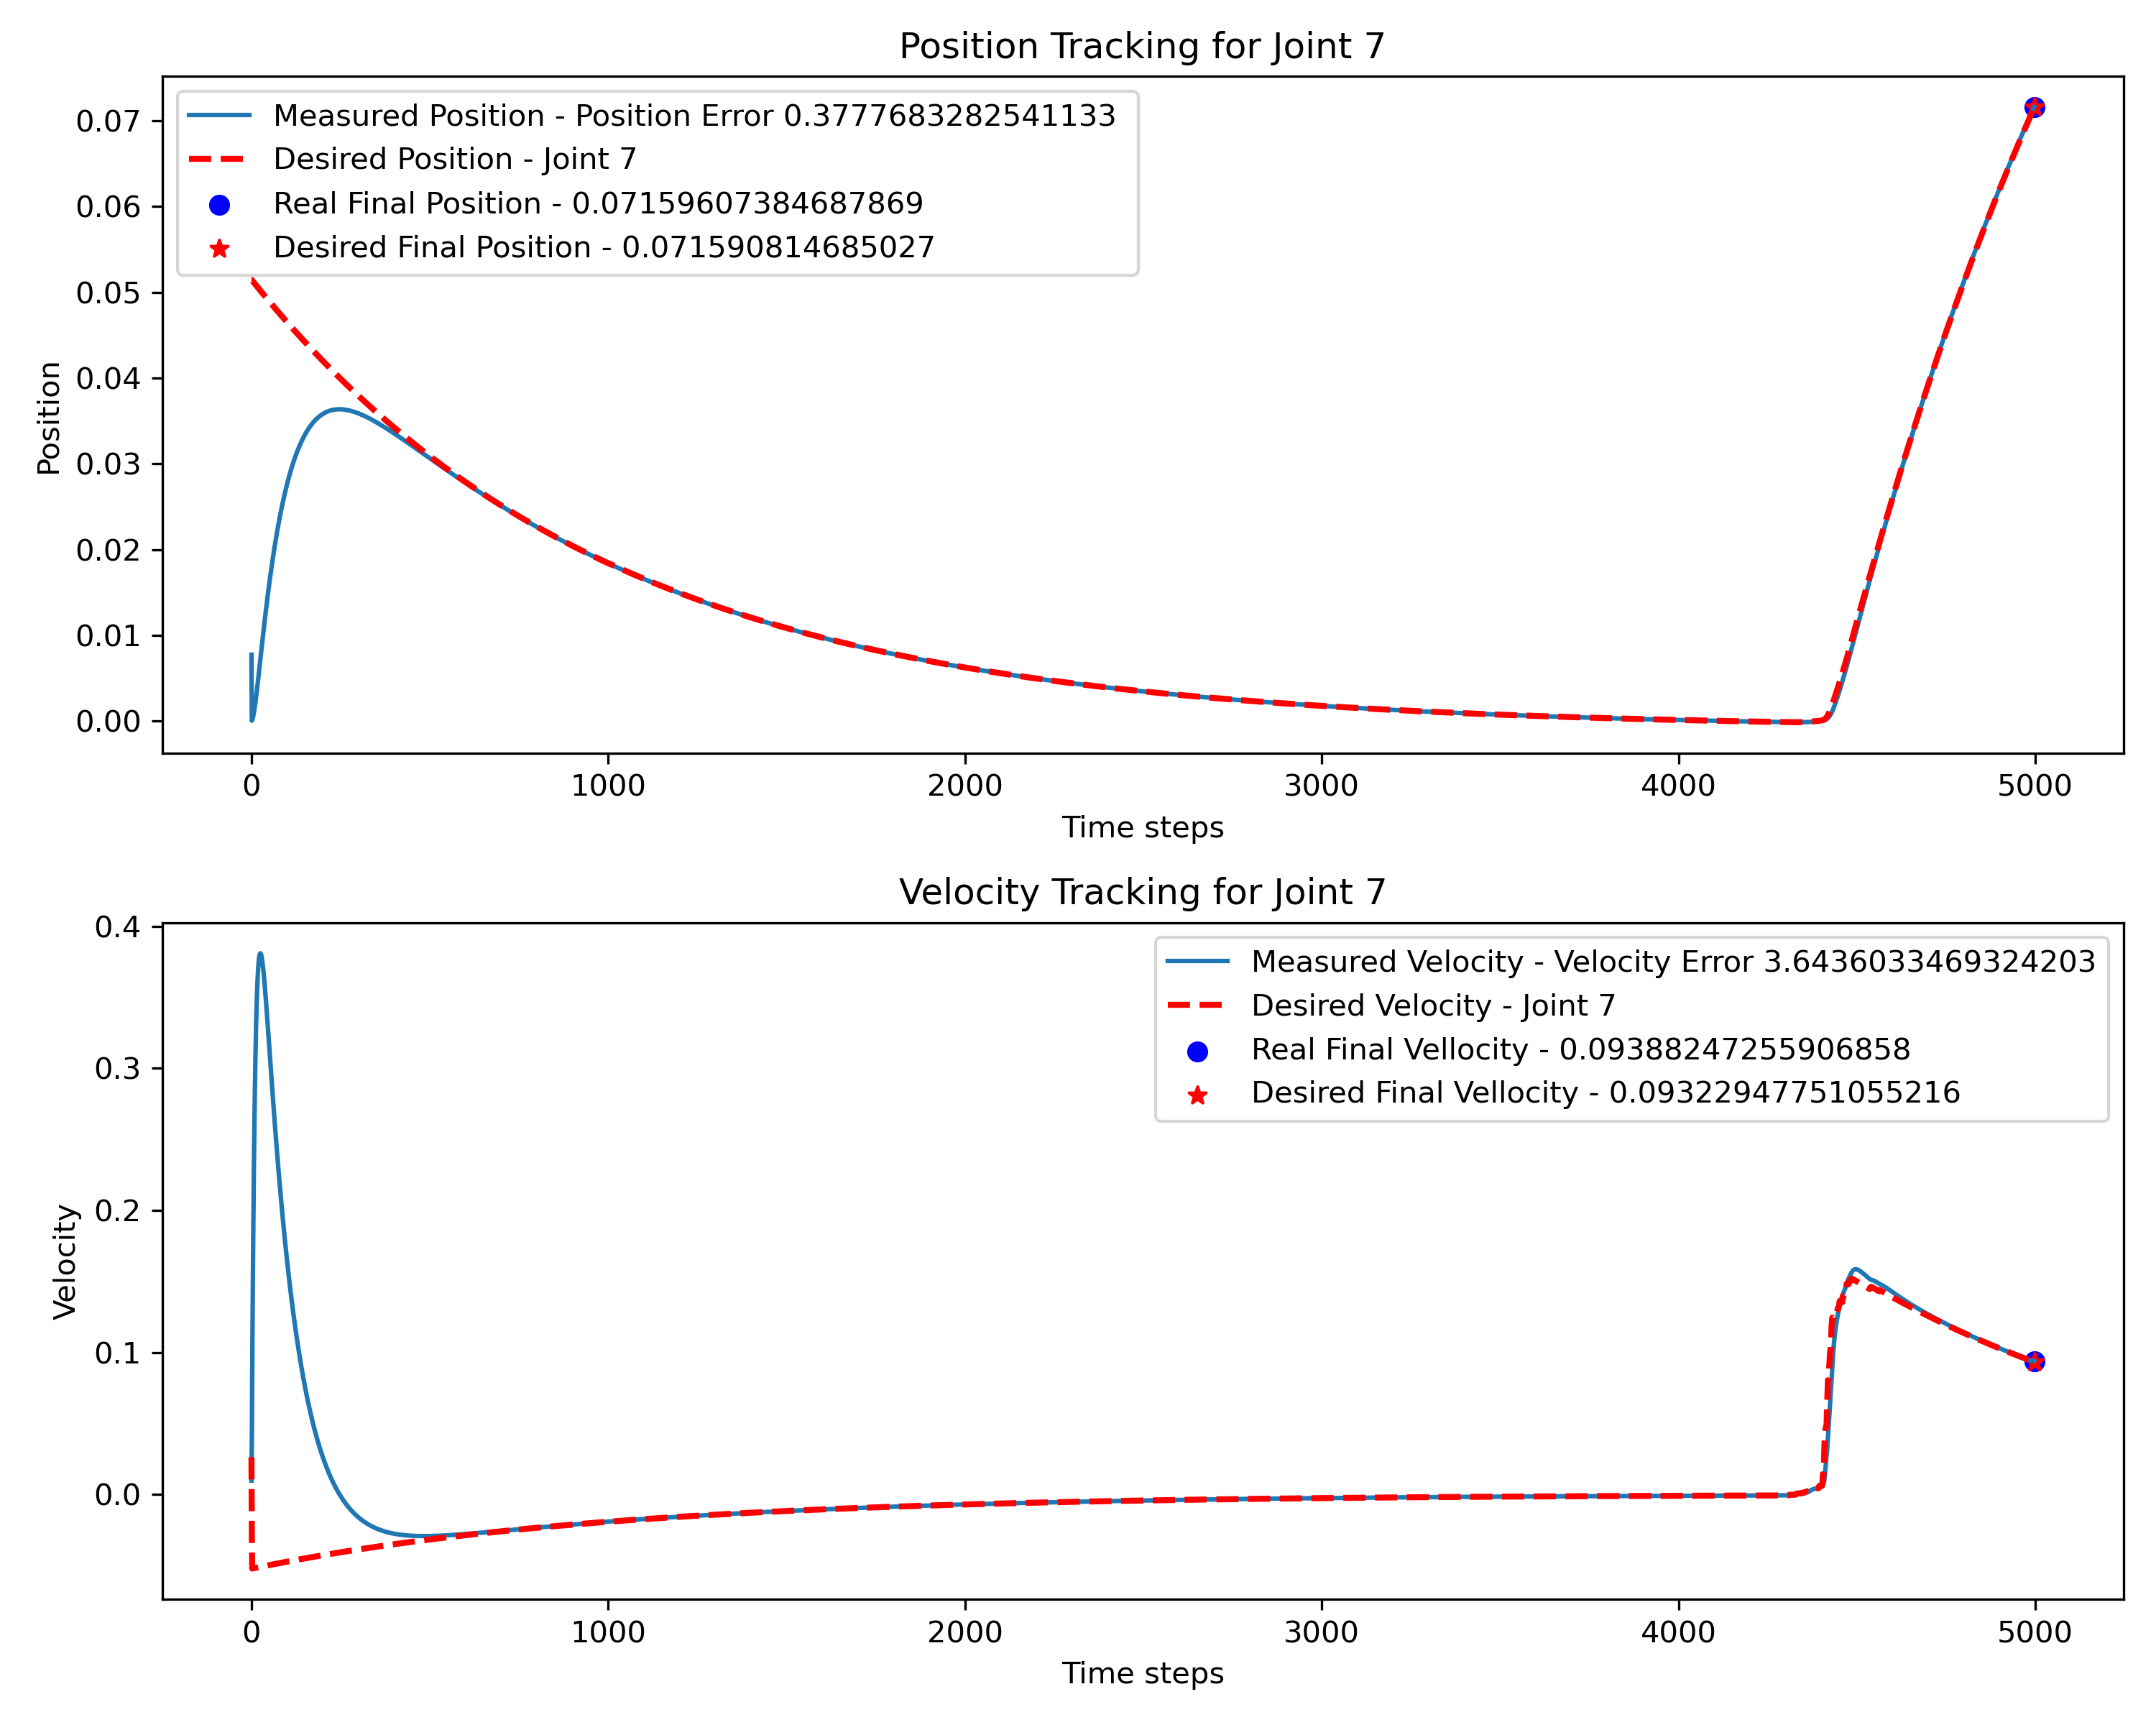 Position Tracking for Joint 7
Measured Position - Position Error 0.3777683282541133
Desired Position - Joint 7
Real Final Position - 0.07159607384687869
Desired Final Position - 0.071590814685027
0.07
0.06
0.05
0.04
0.03
0.02
0.01
0.00
Position
0 1000 2000 3000 4000 5000
Time steps
Velocity Tracking for Joint 7
Measured Velocity - Velocity Error 3.6436033469324203
Desired Velocity - Joint 7
Real Final Vellocity - 0.09388247255906858
Desired Final Vellocity - 0.09322947751055216
0.4
0.3
0.2
0.1
0.0
Velocity
0 1000 2000 3000 4000 5000
Time steps